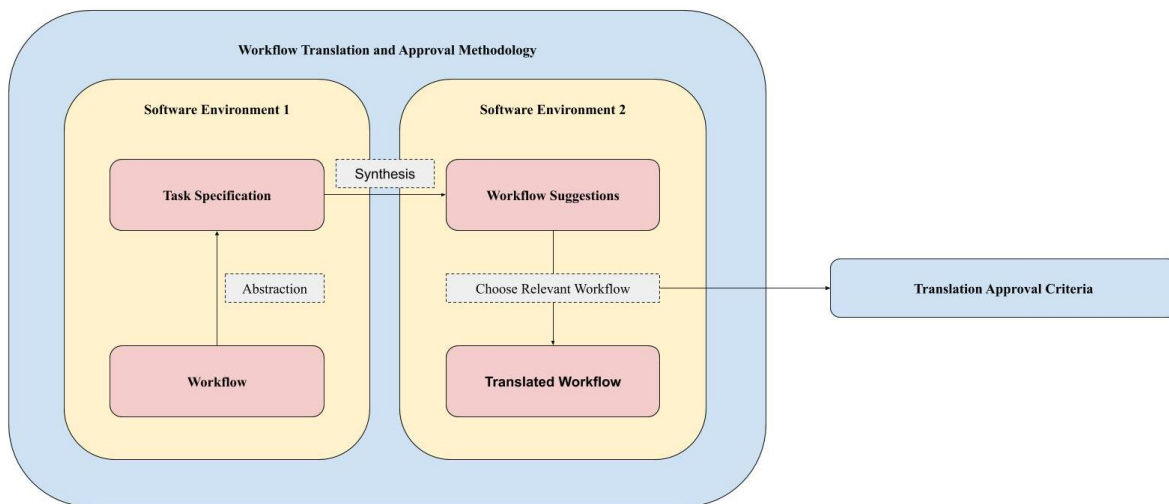 Workflow Translation and Approval Methodology
Software Environment 1
Software Environment 2
Task Specification
Synthesis
Workflow Suggestions
Abstraction
Choose Relevant Workflow
Translation Approval Criteria
Workflow
Translated Workflow